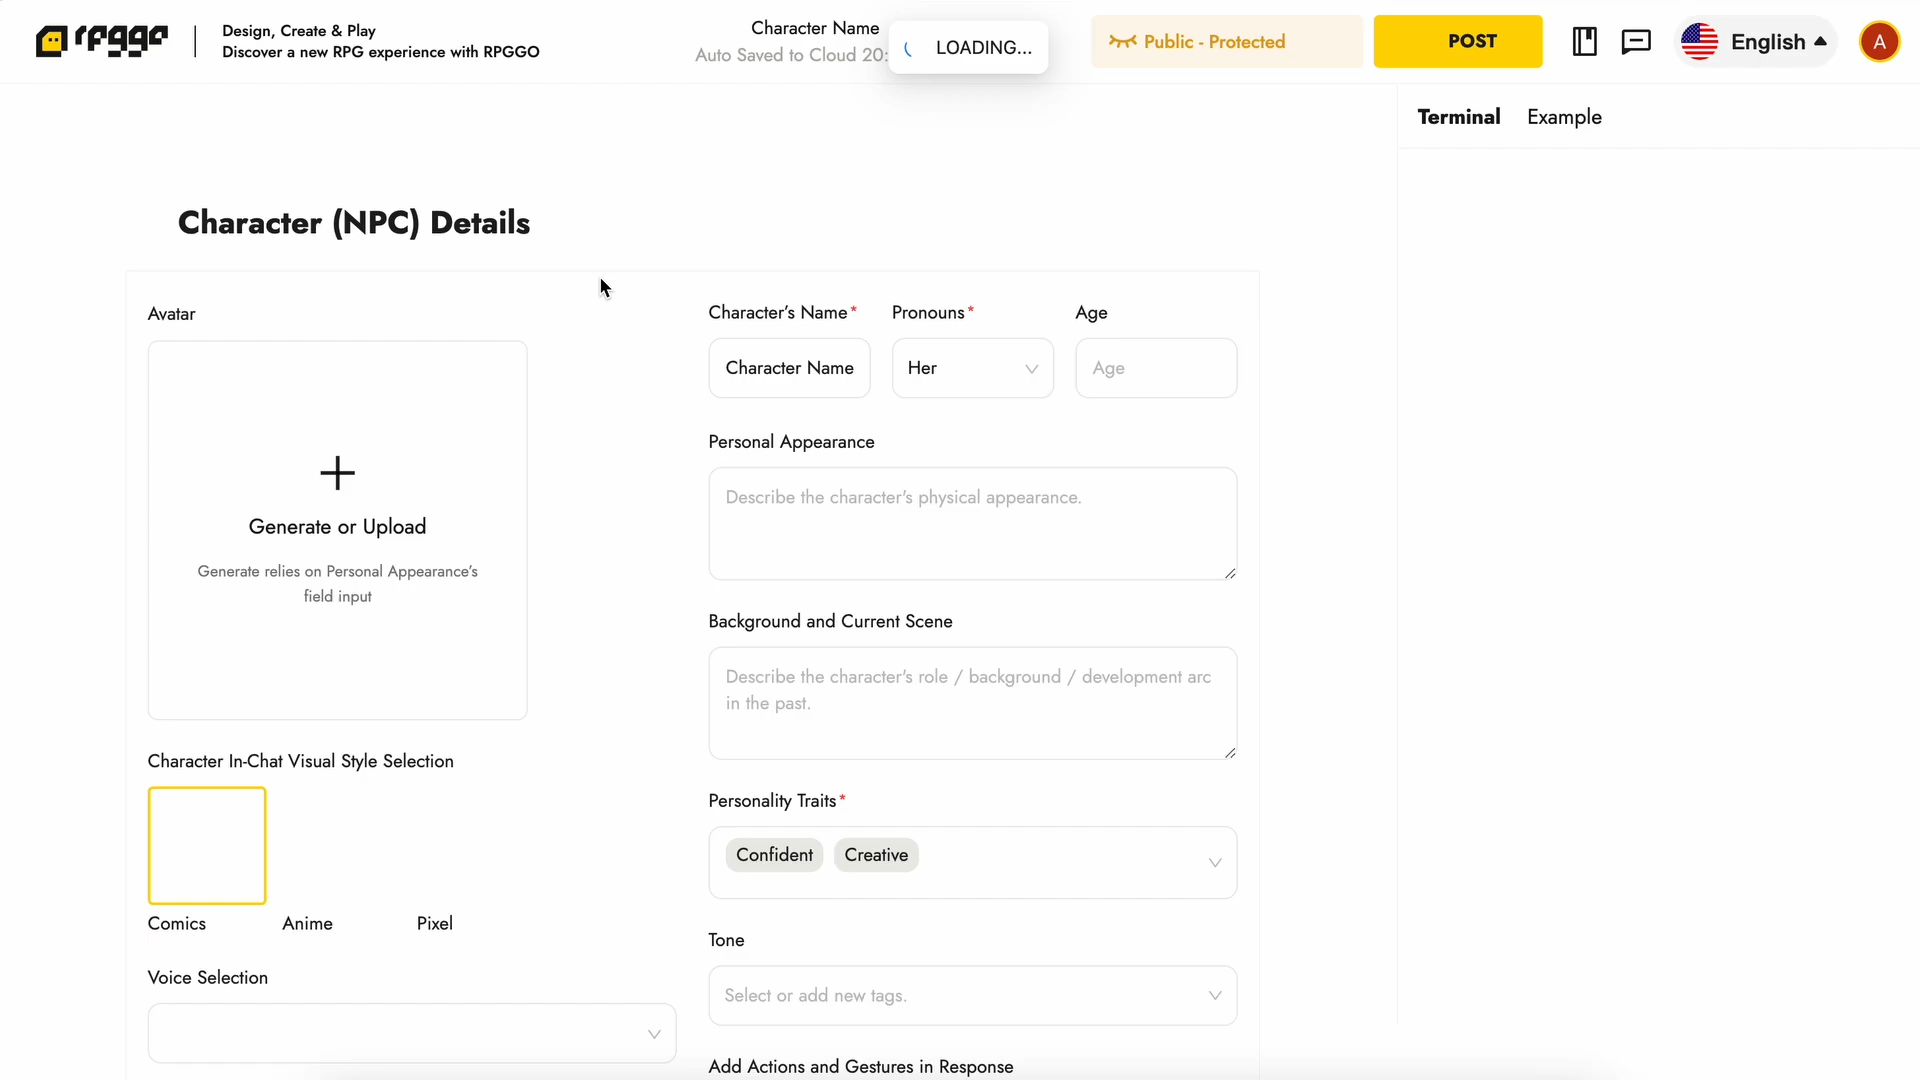 rpggo
Design, Create & Play
Discover a new RPG experience with RPGGO
Character Name
Auto Saved to Cloud 20:
LOADING...
Public - Protected
POST
English
A
Terminal
Example
Character (NPC) Details
Avatar
Generate or Upload
Generate relies on Personal Appearance's
field input
Character In-Chat Visual Style Selection
Comics
Anime
Pixel
Voice Selection
Character's Name*
Pronouns*
Age
Character Name
Her
Age
Personal Appearance
Describe the character's physical appearance.
Background and Current Scene
Describe the character's role / background / development arc
in the past.
Personality Traits*
Confident
Creative
Tone
Select or add new tags.
Add Actions and Gestures in Response